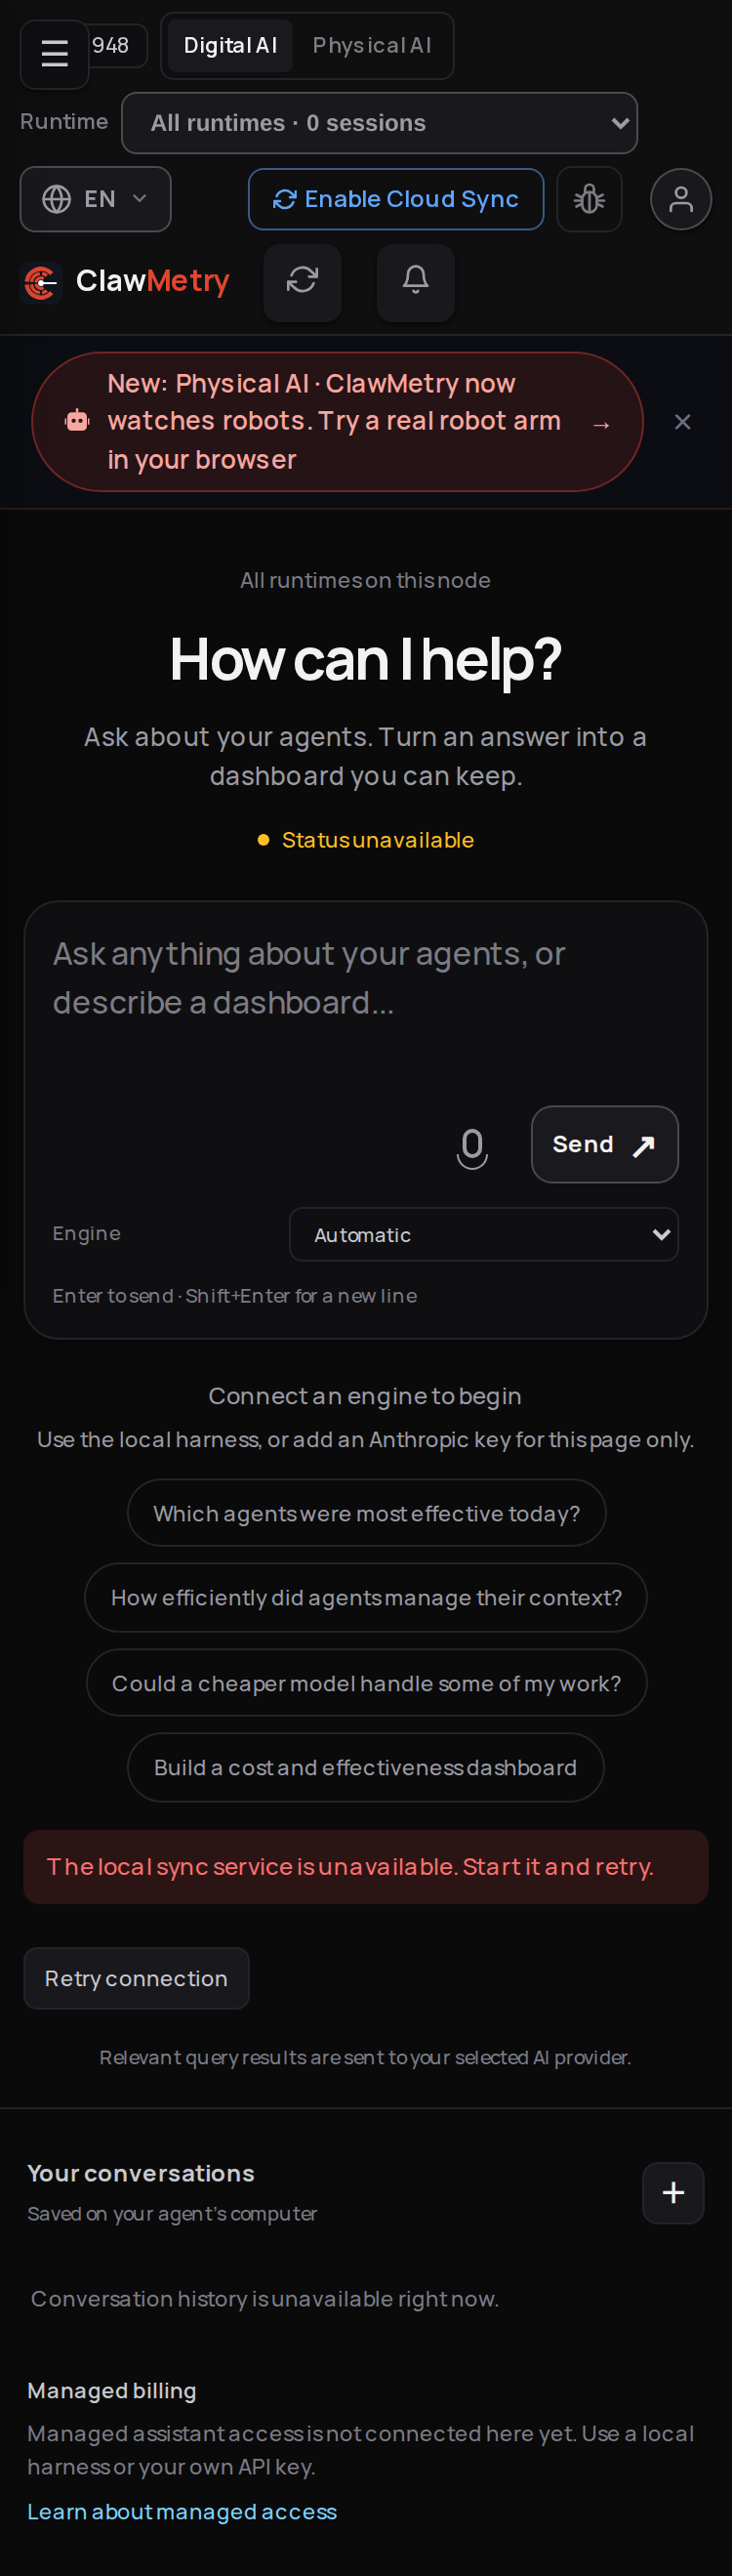 948
Digital AI
Physical AI
Runtime
All runtimes · 0 sessions
EN
Enable Cloud Sync
ClawMetry
New: Physical AI · ClawMetry now
watches robots. Try a real robot arm
in your browser
→
×
All runtimes on this node
How can I help?
Ask about your agents. Turn an answer into a
dashboard you can keep.
Status unavailable
Ask anything about your agents, or
describe a dashboard...
Send ↗
Engine
Automatic
Enter to send · Shift+Enter for a new line
Connect an engine to begin
Use the local harness, or add an Anthropic key for this page only.
Which agents were most effective today?
How efficiently did agents manage their context?
Could a cheaper model handle some of my work?
Build a cost and effectiveness dashboard
The local sync service is unavailable. Start it and retry.
Retry connection
Relevant query results are sent to your selected AI provider.
Your conversations
+
Saved on your agent's computer
Conversation history is unavailable right now.
Managed billing
Managed assistant access is not connected here yet. Use a local
harness or your own API key.
Learn about managed access